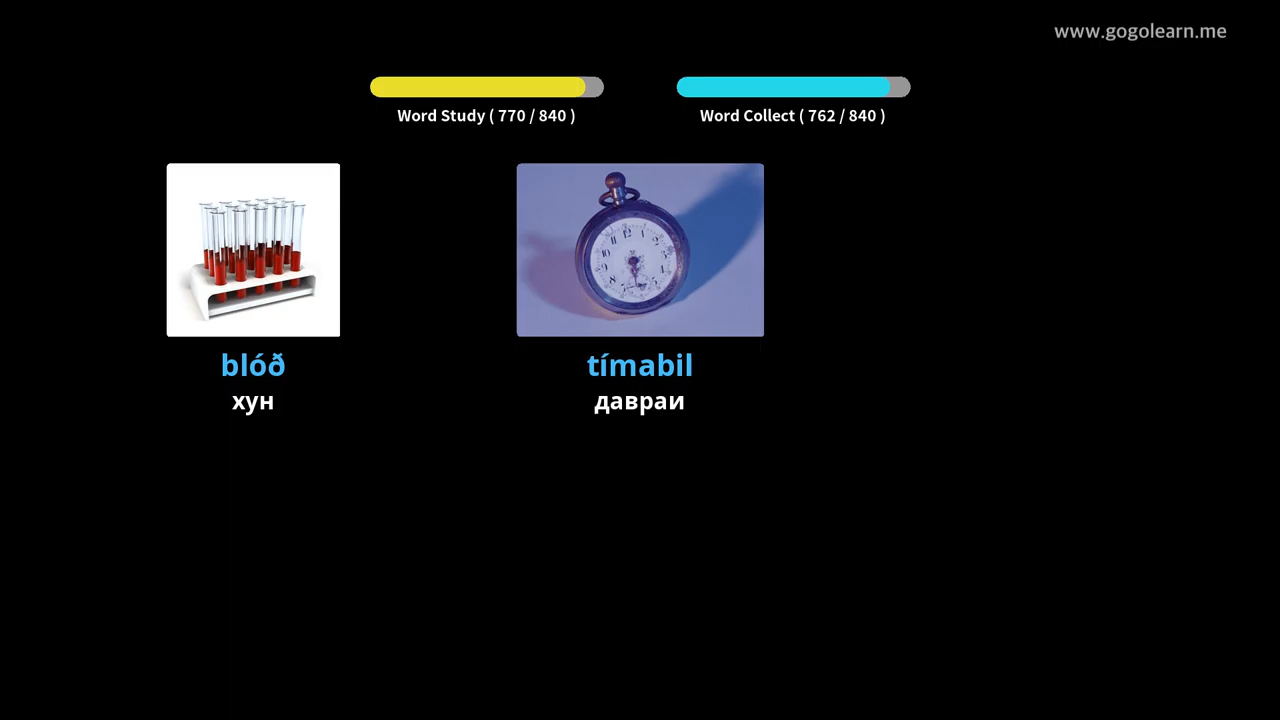 www.gogolearn.me
Word Study ( 770 / 840 )
Word Collect ( 762 / 840 )
blóð
хун
tímabil
давраи